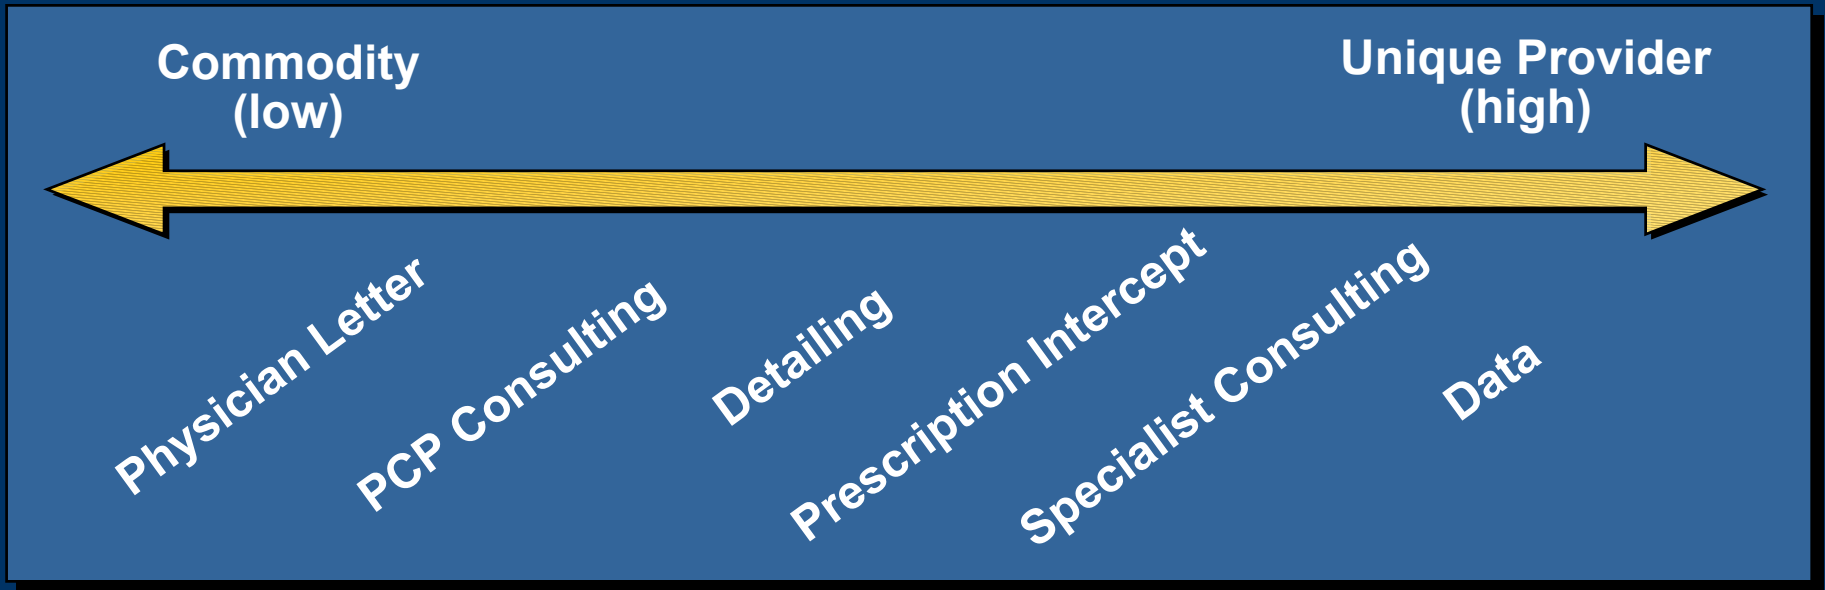 Commodity
(low)
Unique Provider
(high)
Physician Letter
PCP Consulting
Detailing
Prescription Intercept
Specialist Consulting
Data